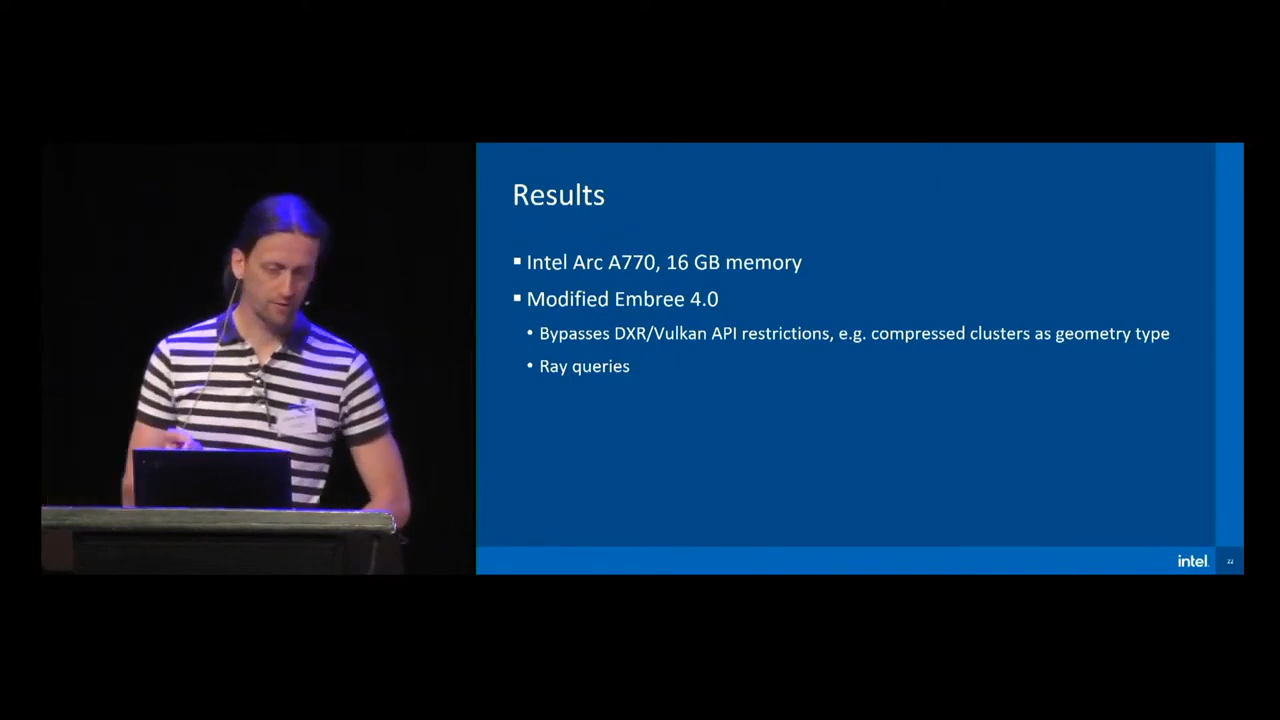 Results
▪ Intel Arc A770, 16 GB memory
▪ Modified Embree 4.0
• Bypasses DXR/Vulkan API restrictions, e.g. compressed clusters as geometry type
• Ray queries
intel.
22